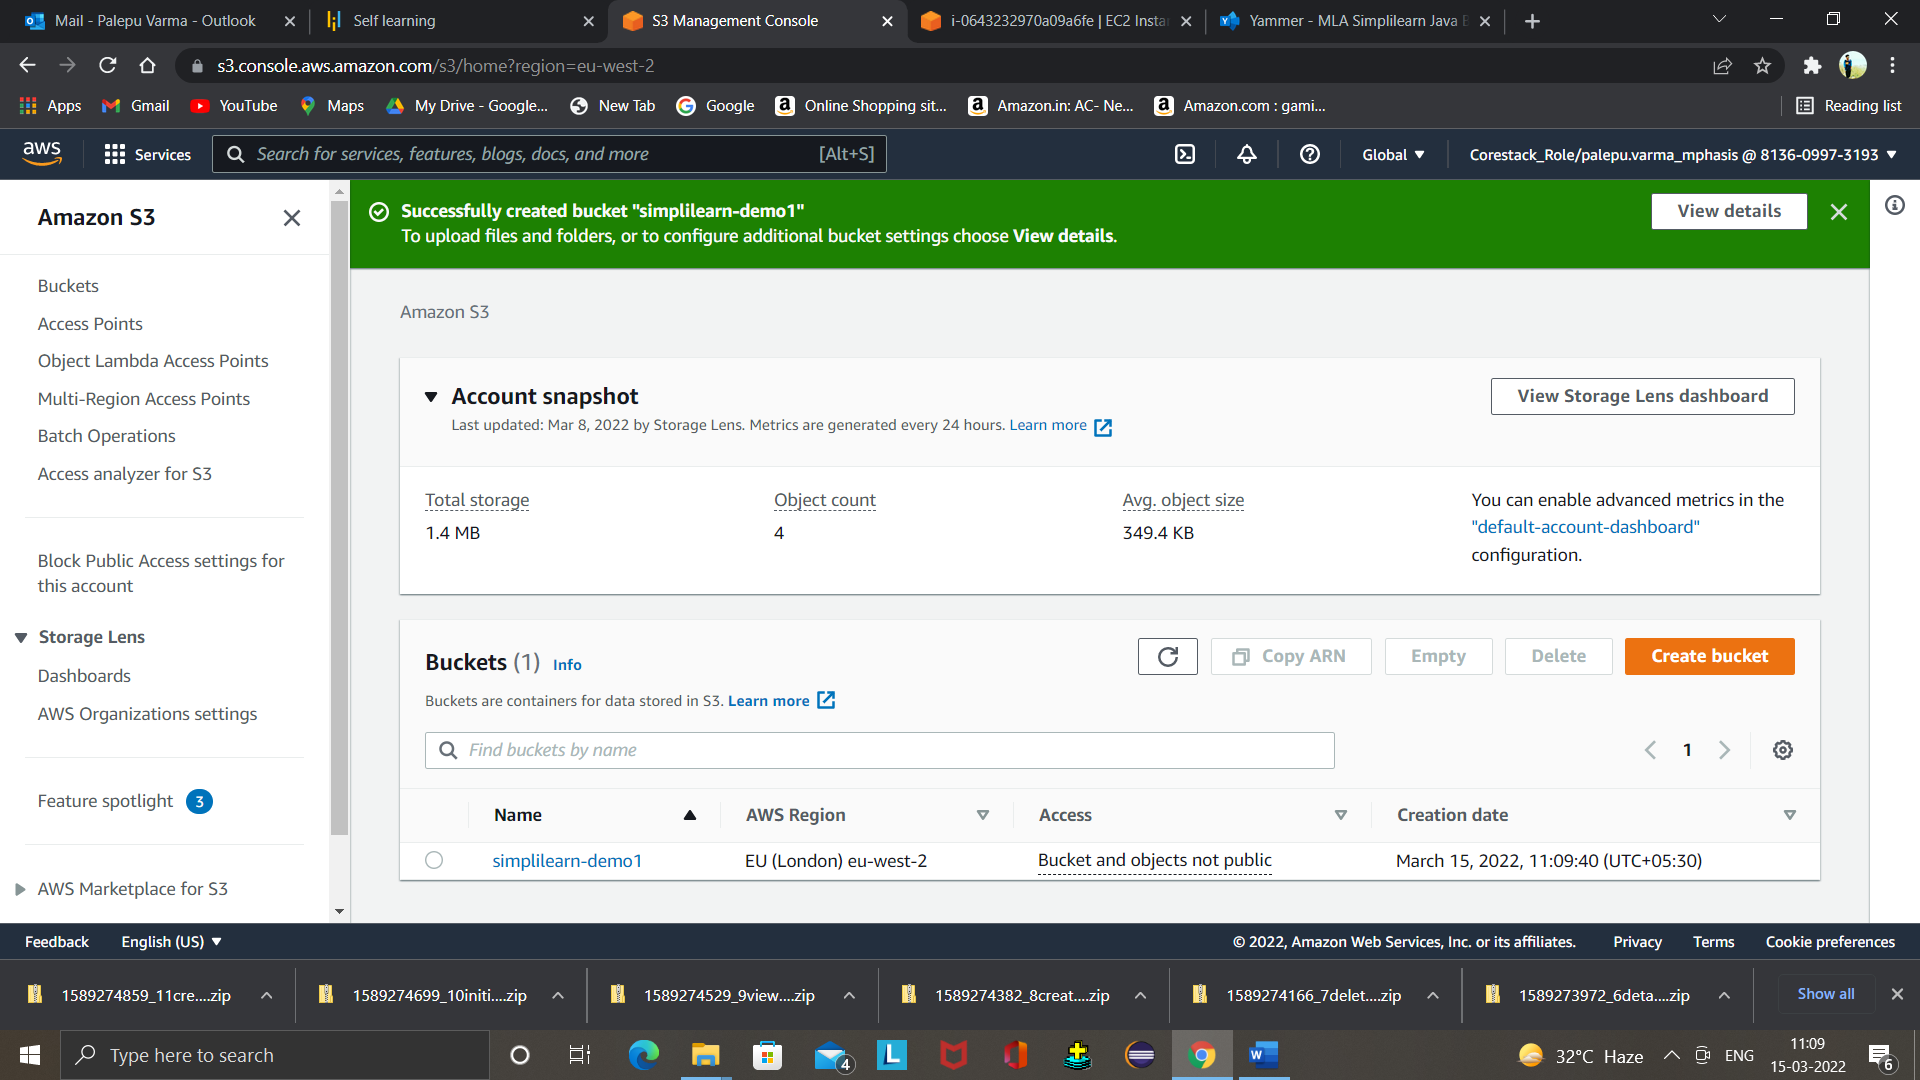 Mail - Palepu Varma - Outlook
Self learning
S3 Management Console
i-0643232970a09a6fe | EC2 Insta
Yammer - MLA Simplilearn Java B
s3.console.aws.amazon.com/s3/home?region=eu-west-2
Apps
Gmail
YouTube
Maps
My Drive - Google...
New Tab
Google
Online Shopping sit...
Amazon.in: AC- Ne...
Amazon.com : gami...
Reading list
aws
Services
Search for services, features, blogs, docs, and more
[Alt+S]
Global
Corestack_Role/palepu.varma_mphasis @ 8136-0997-3193
Amazon S3
Buckets
Access Points
Object Lambda Access Points
Multi-Region Access Points
Batch Operations
Access analyzer for S3
Block Public Access settings for
this account
Storage Lens
Dashboards
AWS Organizations settings
Feature spotlight 3
AWS Marketplace for S3
Successfully created bucket "simplilearn-demo1"
To upload files and folders, or to configure additional bucket settings choose View details.
View details
Amazon S3
Account snapshot
Last updated: Mar 8, 2022 by Storage Lens. Metrics are generated every 24 hours. Learn more
View Storage Lens dashboard
Total storage
1.4 MB
Object count
4
Avg. object size
349.4 KB
You can enable advanced metrics in the
"default-account-dashboard"
configuration.
Buckets (1) Info
Buckets are containers for data stored in S3. Learn more
Copy ARN
Empty
Delete
Create bucket
Find buckets by name
1
Name
AWS Region
Access
Creation date
simplilearn-demo1
EU (London) eu-west-2
Bucket and objects not public
March 15, 2022, 11:09:40 (UTC+05:30)
Feedback
English (US)
© 2022, Amazon Web Services, Inc. or its affiliates.
Privacy
Terms
Cookie preferences
1589274859_11cre....zip
1589274699_10initi....zip
1589274529_9view....zip
1589274382_8creat....zip
1589274166_7delet....zip
1589273972_6deta....zip
Show all
Type here to search
4
L
W
32°C Haze
ENG
11:09
15-03-2022
6